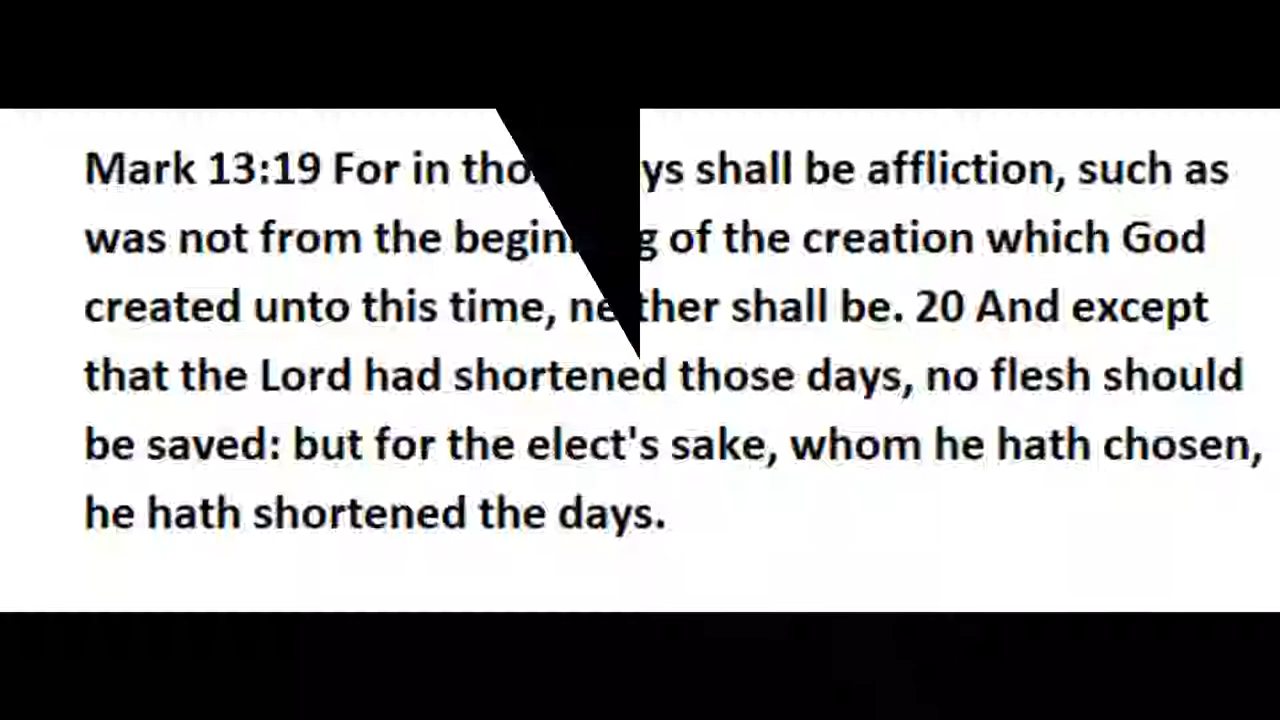 Mark 13:19 For in shall be affliction, such as
was not from the of the creation which God
created unto this time, shall be. 20 And except
that the Lord had shortened those days, no flesh should
be saved: but for the elect's sake, whom he hath chosen,
he hath shortened the days.